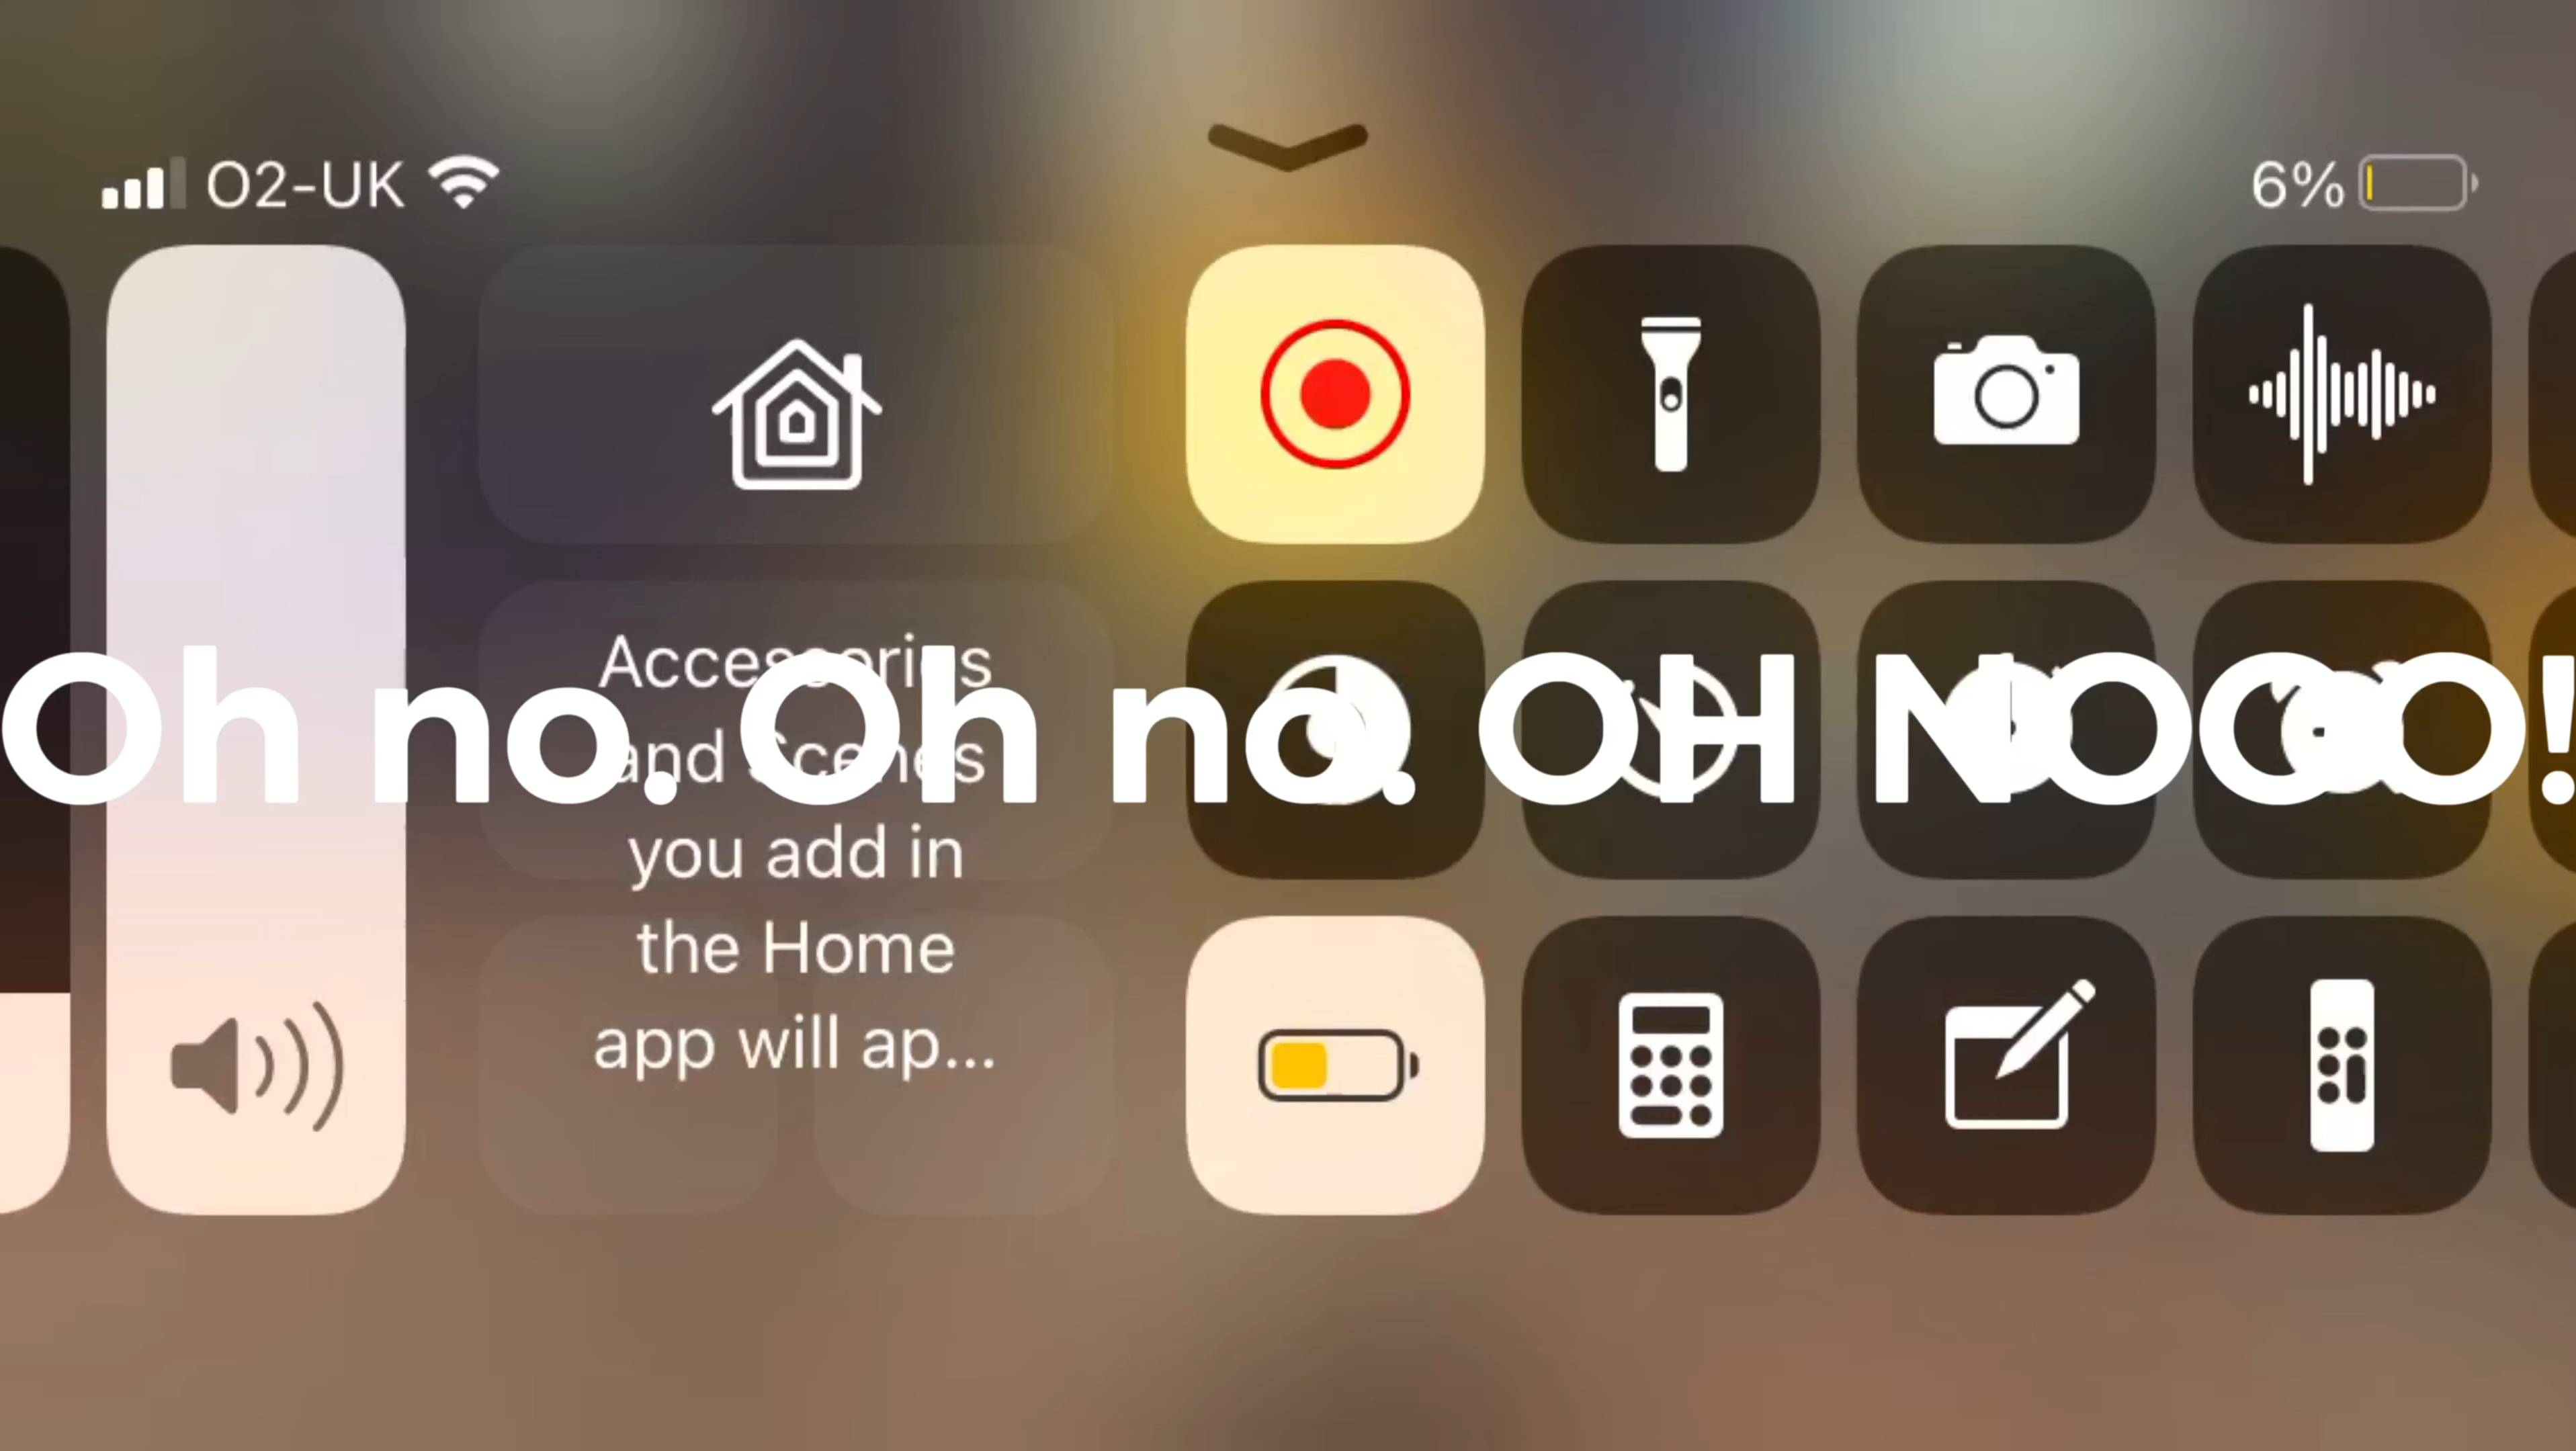 O2-UK
6%
Oh no. Oh no. OH NOOO!
Accessories
and Scenes
you add in
the Home
app will ap...